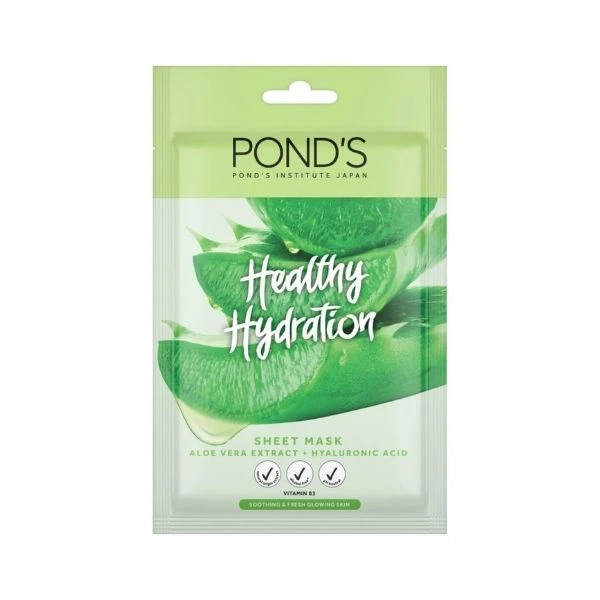 POND'S
POND'S INSTITUTE JAPAN
Healthy
Hydration
SHEET MASK
ALOE VERA EXTRACT + HYALURONIC ACID
VITAMIN B3
SOOTHING & FRESH GLOWING SKIN